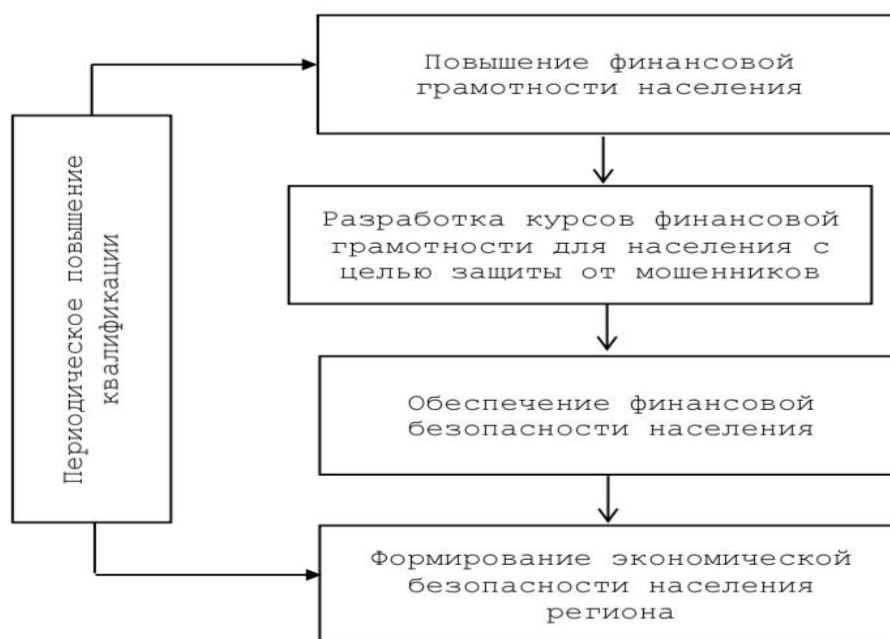 Периодическое повышение
квалификации
Повышение финансовой
грамотности населения
Разработка курсов финансовой
грамотности для населения с
целью защиты от мошенников
Обеспечение финансовой
безопасности населения
Формирование экономической
безопасности населения
региона